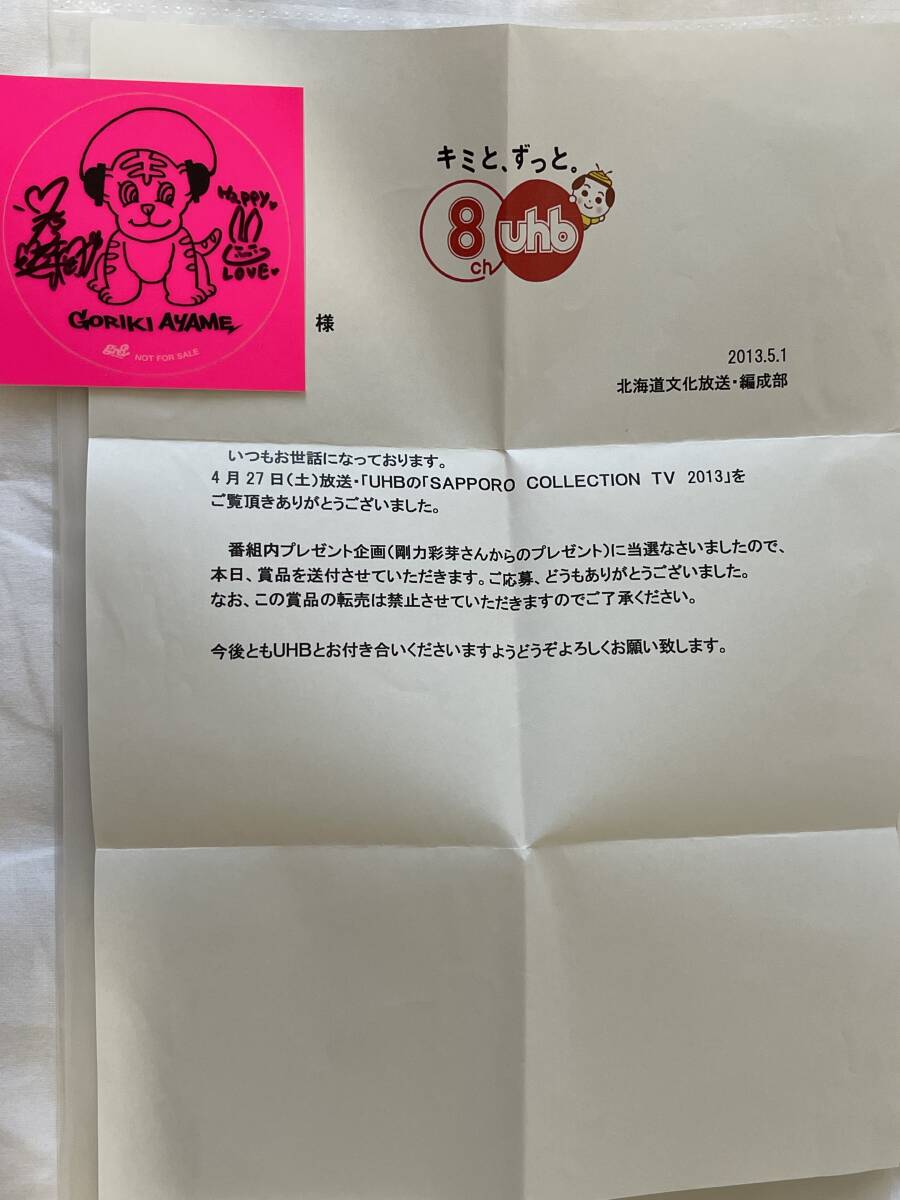 キミと、ずっと。
8ch
uhb
Happy
LOVE
GORIKI AYAME
NOT FOR SALE
様
2013.5.1
北海道文化放送・編成部
いつもお世話になっております。
4月27日(土)放送・「UHBの「SAPPORO COLLECTION TV 2013」を
ご覧頂きありがとうございました。
番組内プレゼント企画(剛力彩芽さんからのプレゼント)に当選なさいましたので、
本日、賞品を送付させていただきます。ご応募、どうもありがとうございました。
なお、この賞品の転売は禁止させていただきますのでご了承ください。
今後ともUHBとお付き合いくださいますようどうぞよろしくお願い致します。